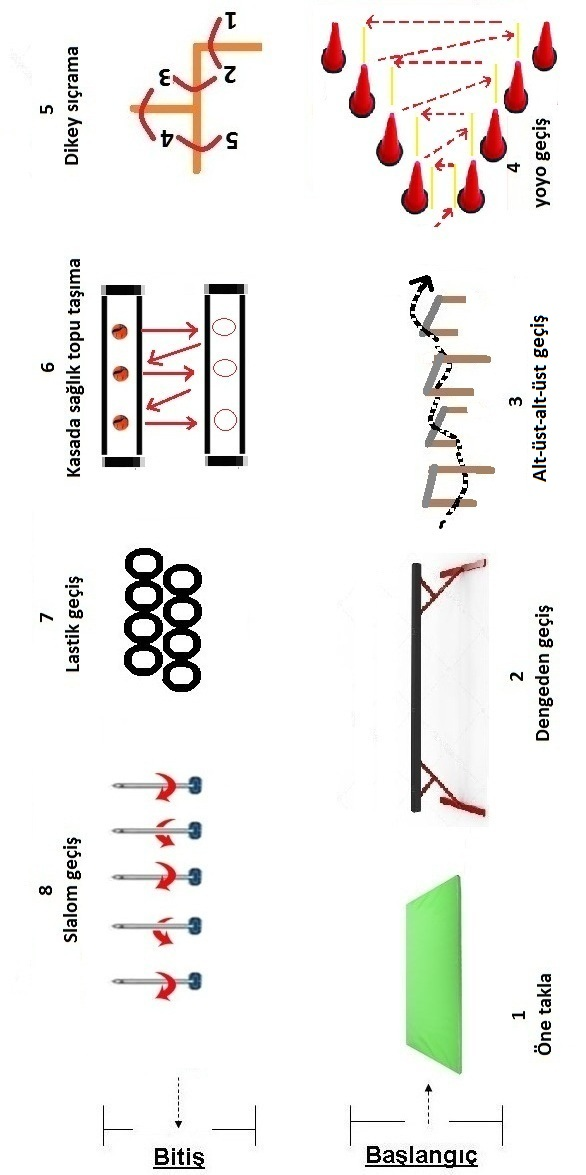 5
Dikey sıçrama
1
2
3
4
5
6
Kasada sağlık topu taşıma
7
Lastik geçiş
8
Slalom geçiş
Bitiş
4
yoyo geçiş
3
Alt-üst-alt-üst geçiş
2
Dengeden geçiş
1
Öne takla
Başlangıç